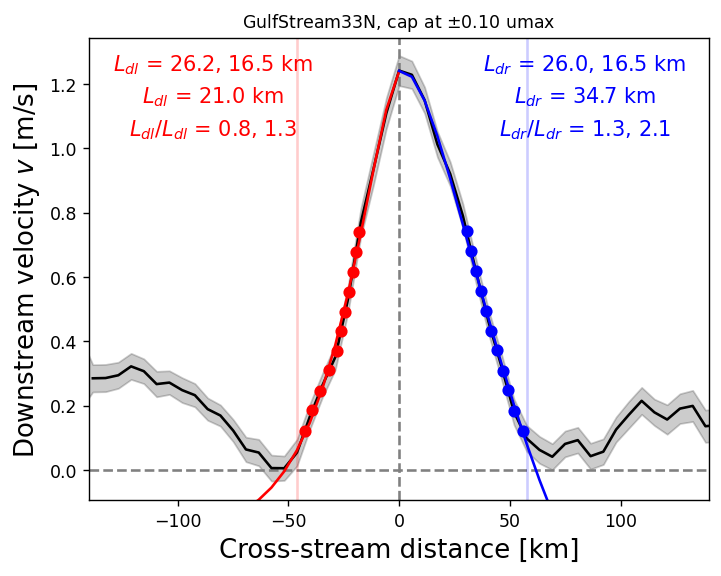 GulfStream33N, cap at ±0.10 umax
L_dl = 26.2, 16.5 km
L_dl = 21.0 km
L_dl/L_dl = 0.8, 1.3
L_dr = 26.0, 16.5 km
L_dr = 34.7 km
L_dr/L_dr = 1.3, 2.1
Downstream velocity v [m/s]
1.2
1.0
0.8
0.6
0.4
0.2
0.0
−100 −50 0 50 100
Cross-stream distance [km]